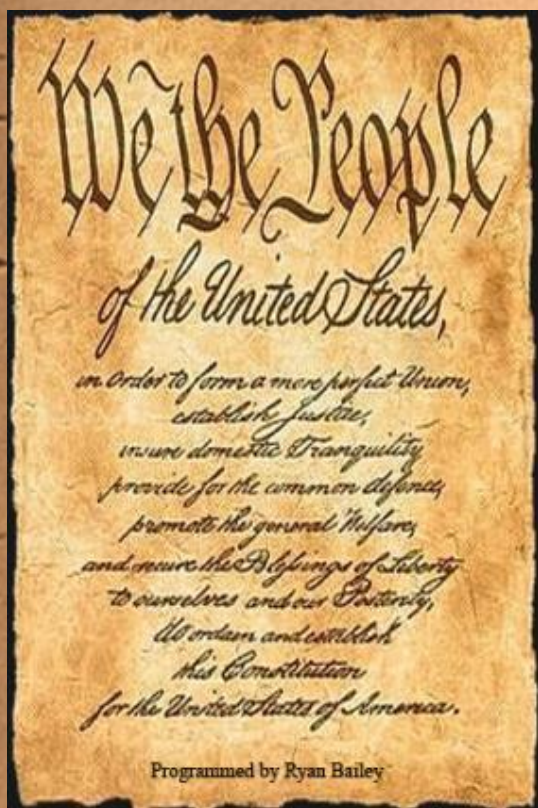 We the People
of the United States,
in Order to form a more perfect Union,
establish Justice,
insure domestic Tranquility
provide for the common defence,
promote the general Welfare,
and secure the Blessings of Liberty
to ourselves and our Posterity,
do ordain and establish
this Constitution
for the United States of America.
Programmed by Ryan Bailey